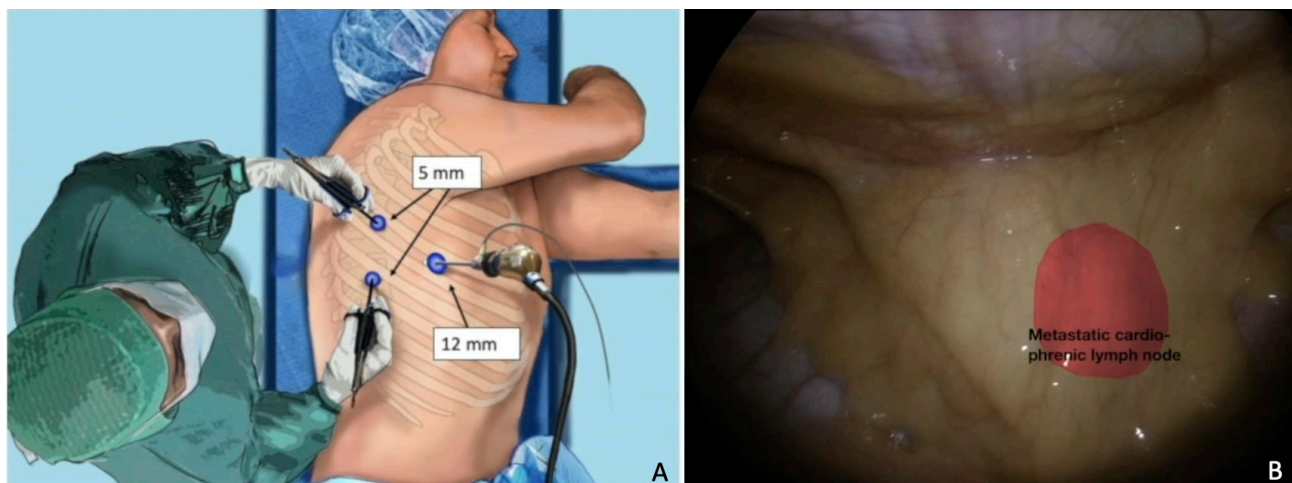 5 mm
12 mm
A
Metastatic cardio-
phrenic lymph node
B